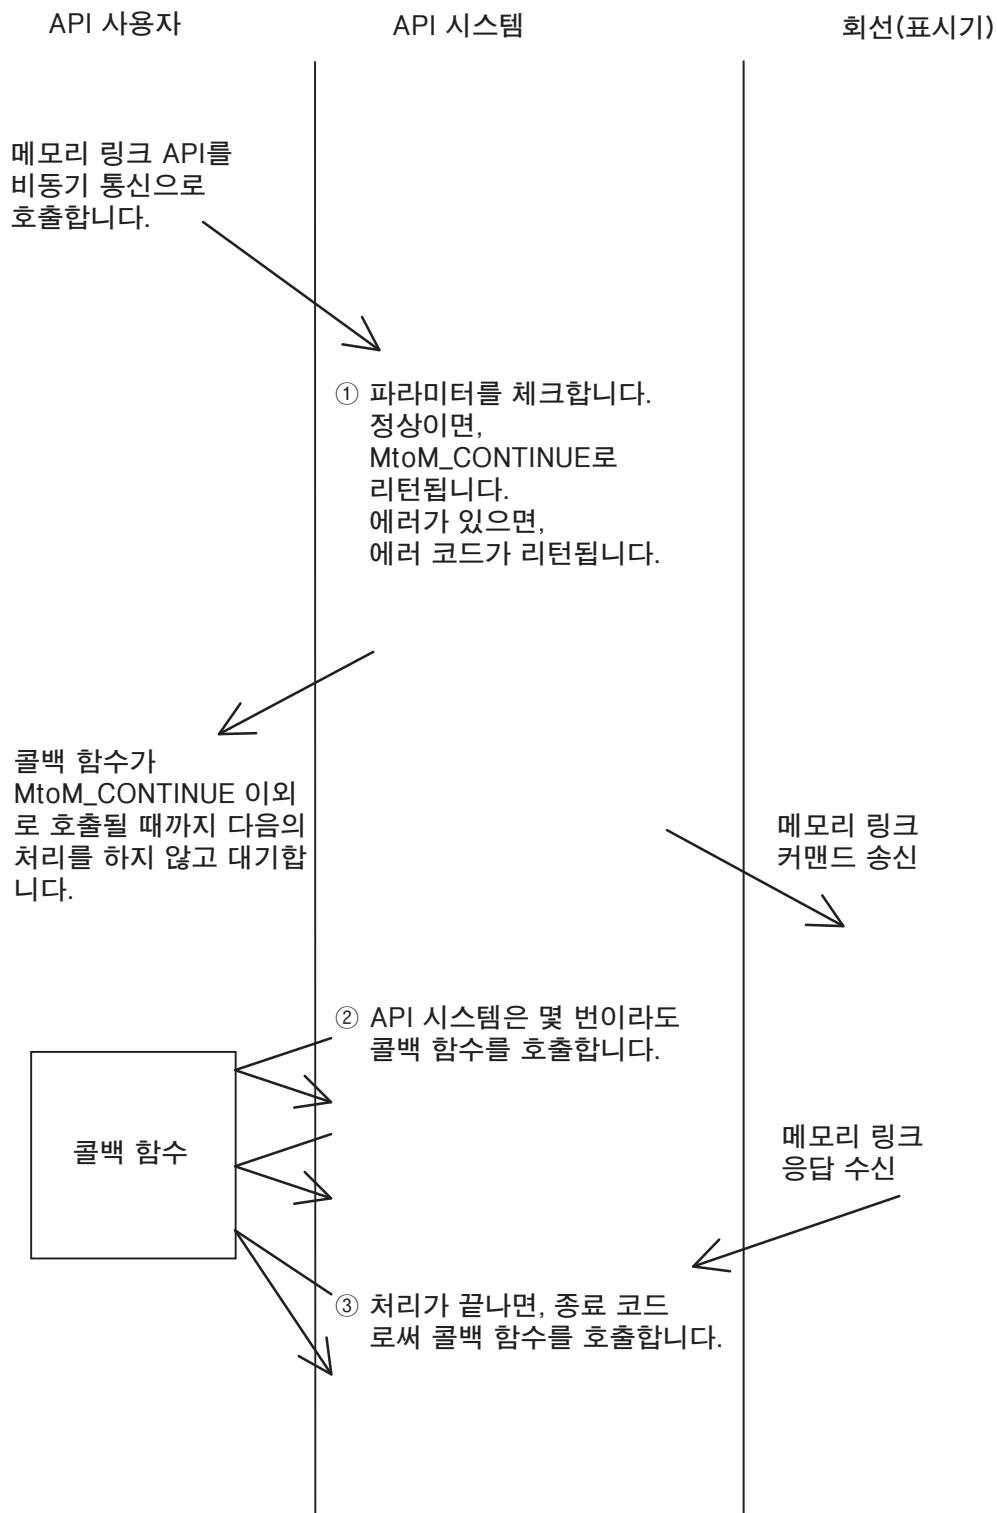 API 사용자
API 시스템
회선(표시기)
메모리 링크 API를
비동기 통신으로
호출합니다.
① 파라미터를 체크합니다.
정상이면,
MtoM_CONTINUE로
리턴됩니다.
에러가 있으면,
에러 코드가 리턴됩니다.
콜백 함수가
MtoM_CONTINUE 이외
로 호출될 때까지 다음의
처리를 하지 않고 대기합
니다.
메모리 링크
커맨드 송신
② API 시스템은 몇 번이라도
콜백 함수를 호출합니다.
콜백 함수
메모리 링크
응답 수신
③ 처리가 끝나면, 종료 코드
로써 콜백 함수를 호출합니다.